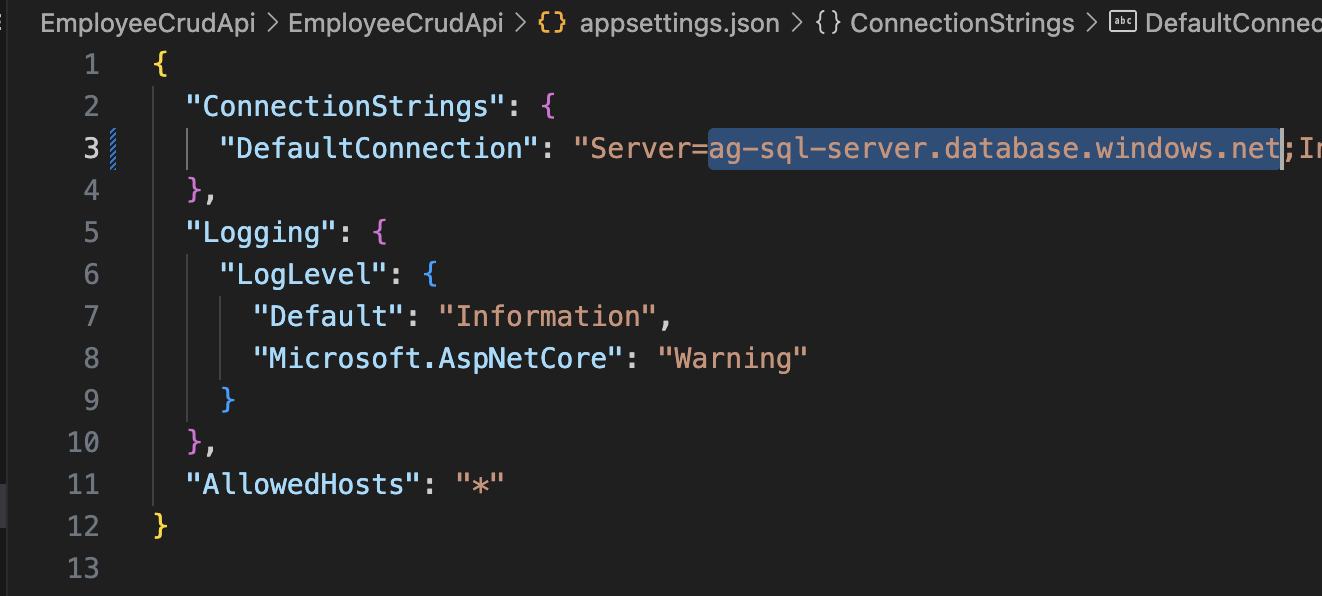 EmployeeCrudApi > EmployeeCrudApi > {} appsettings.json > {} ConnectionStrings > abc DefaultConnec
1 {
2 "ConnectionStrings": {
3 "DefaultConnection": "Server=ag-sql-server.database.windows.net;I
4 },
5 "Logging": {
6 "LogLevel": {
7 "Default": "Information",
8 "Microsoft.AspNetCore": "Warning"
9 }
10 },
11 "AllowedHosts": "*"
12 }
13